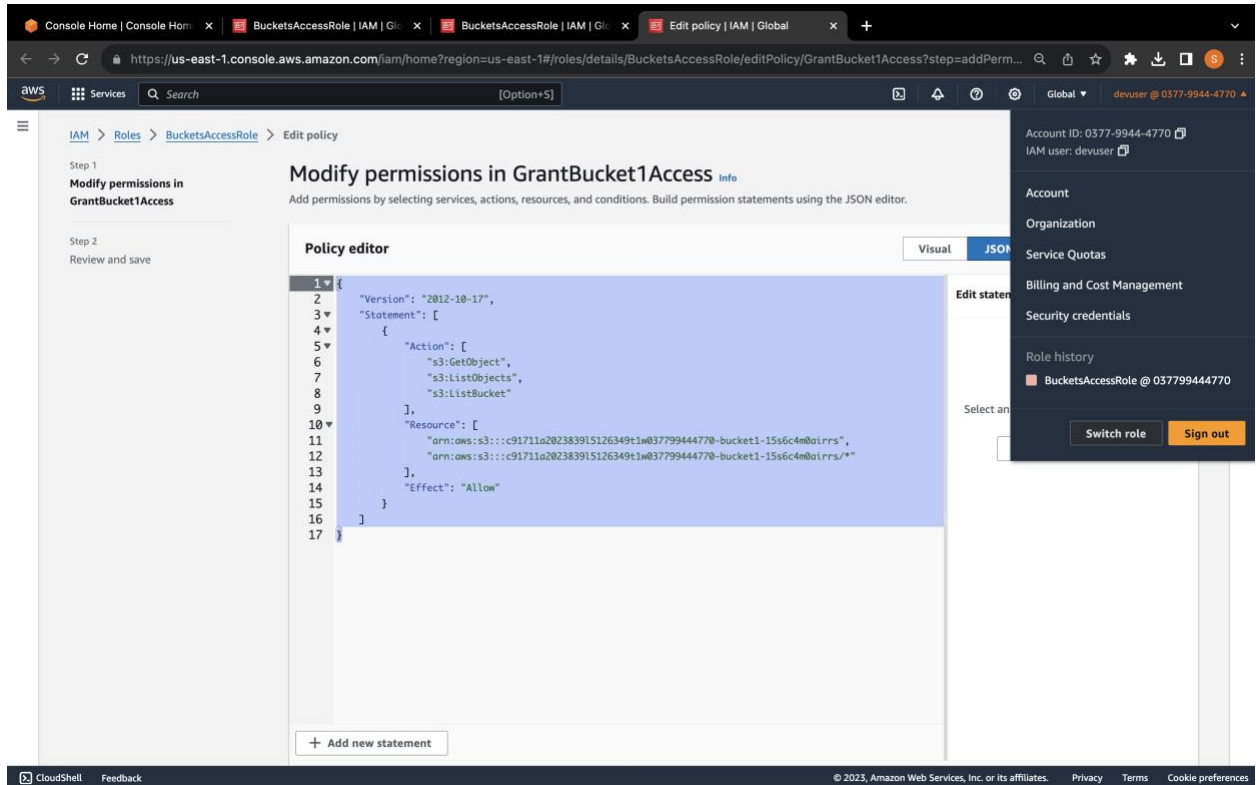 Console Home | Console Hom
BucketsAccessRole | IAM | Glo
BucketsAccessRole | IAM | Glo
Edit policy | IAM | Global
https://us-east-1.console.aws.amazon.com/iam/home?region=us-east-1#/roles/details/BucketsAccessRole/editPolicy/GrantBucket1Access?step=addPerm...
S
aws
Services
Search
[Option+S]
Global
devuser @ 0377-9944-4770
IAM > Roles > BucketsAccessRole > Edit policy
Step 1
Modify permissions in
GrantBucket1Access
Step 2
Review and save
Modify permissions in GrantBucket1Access Info
Add permissions by selecting services, actions, resources, and conditions. Build permission statements using the JSON editor.
Policy editor
Visual
JSON
1 {
2 "Version": "2012-10-17",
3 "Statement": [
4 {
5 "Action": [
6 "s3:GetObject",
7 "s3:ListObjects",
8 "s3:ListBucket"
9 ],
10 "Resource": [
11 "arn:aws:s3:::c91711a2023839l5126349t1w037799444770-bucket1-15s6c4m0airrs",
12 "arn:aws:s3:::c91711a2023839l5126349t1w037799444770-bucket1-15s6c4m0airrs/*"
13 ],
14 "Effect": "Allow"
15 }
16 ]
17 }
Edit statem
Select an
+ Add new statement
Account ID: 0377-9944-4770
IAM user: devuser
Account
Organization
Service Quotas
Billing and Cost Management
Security credentials
Role history
BucketsAccessRole @ 037799444770
Switch role
Sign out
CloudShell
Feedback
© 2023, Amazon Web Services, Inc. or its affiliates.
Privacy
Terms
Cookie preferences